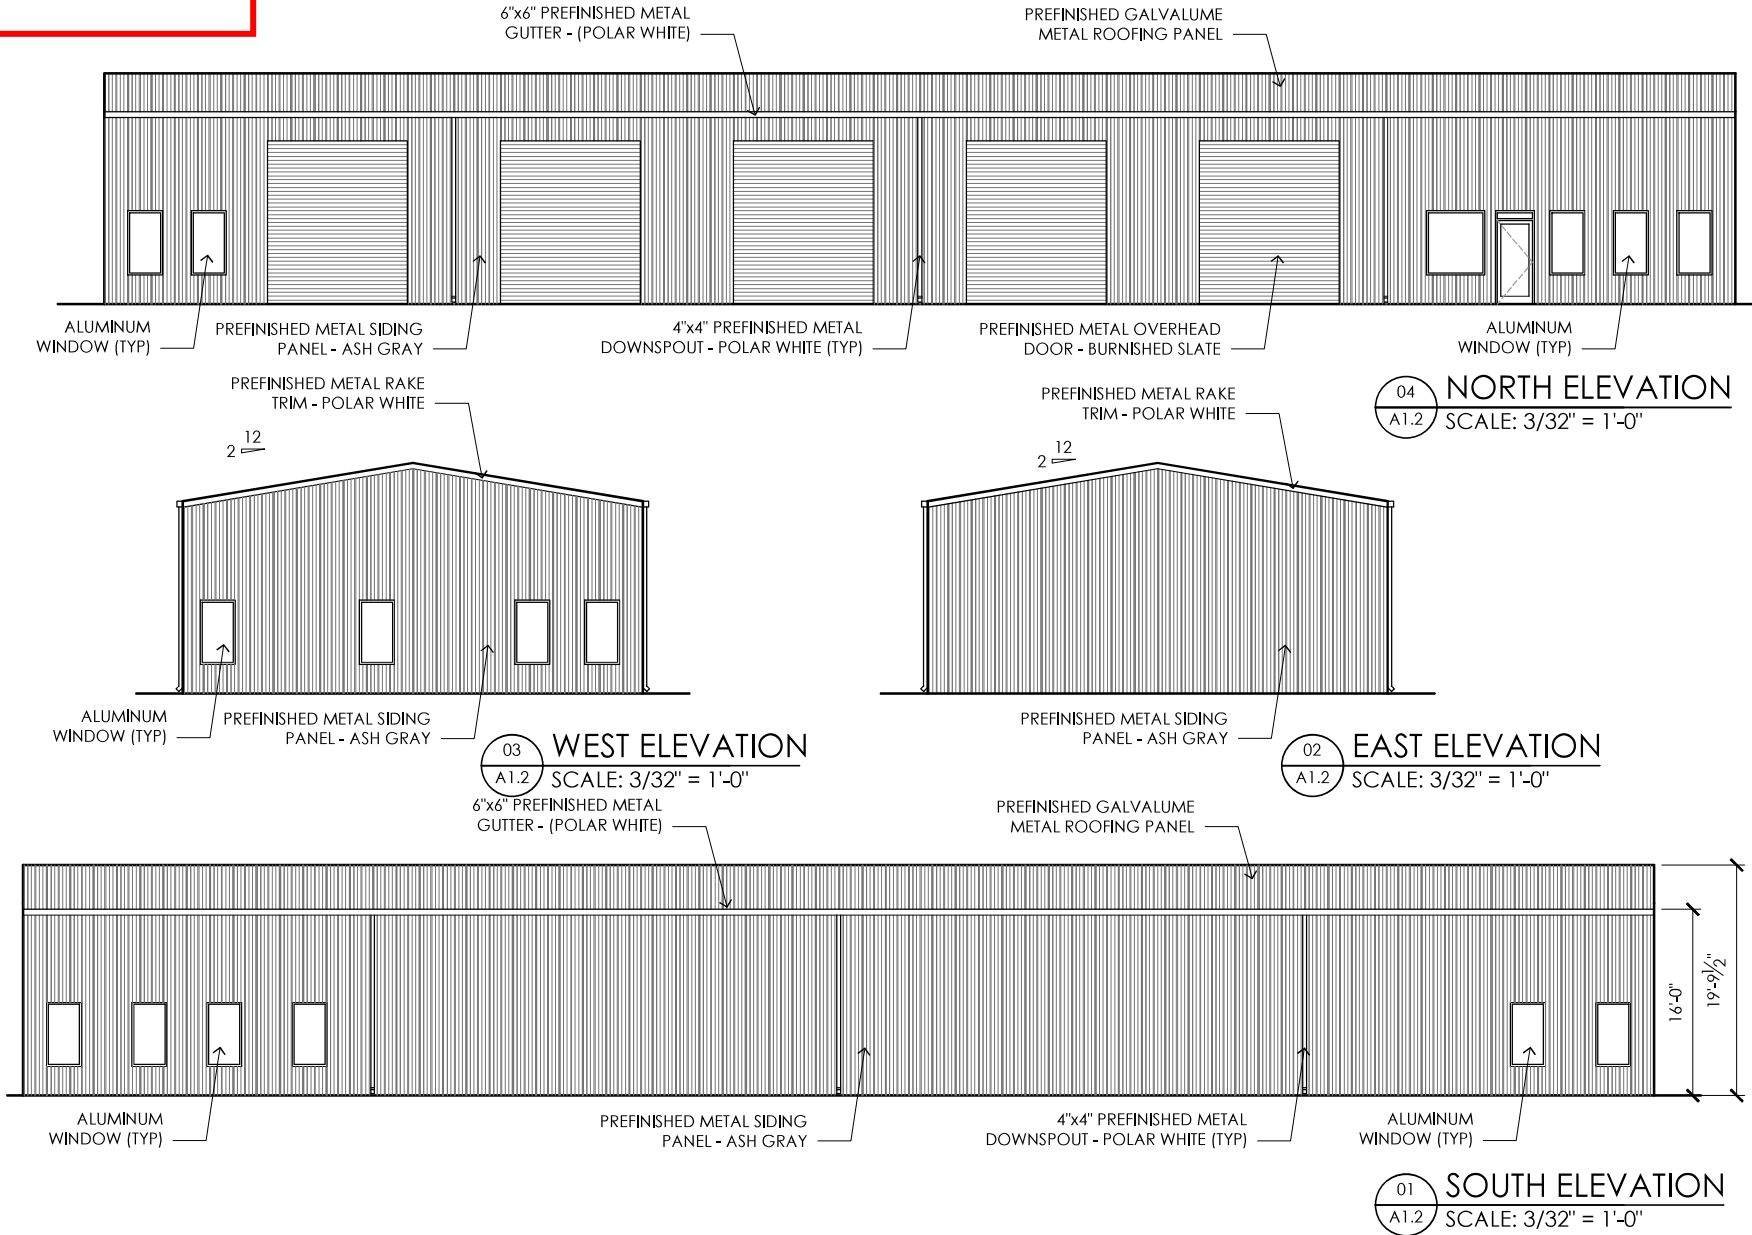 6"x6" PREFINISHED METAL
GUTTER - (POLAR WHITE)
PREFINISHED GALVALUME
METAL ROOFING PANEL
ALUMINUM
WINDOW (TYP)
PREFINISHED METAL SIDING
PANEL - ASH GRAY
4"x4" PREFINISHED METAL
DOWNSPOUT - POLAR WHITE (TYP)
PREFINISHED METAL OVERHEAD
DOOR - BURNISHED SLATE
ALUMINUM
WINDOW (TYP)
04
A1.2
NORTH ELEVATION
SCALE: 3/32" = 1'-0"
PREFINISHED METAL RAKE
TRIM - POLAR WHITE
12
2
PREFINISHED METAL RAKE
TRIM - POLAR WHITE
12
2
ALUMINUM
WINDOW (TYP)
PREFINISHED METAL SIDING
PANEL - ASH GRAY
03
A1.2
WEST ELEVATION
SCALE: 3/32" = 1'-0"
PREFINISHED METAL SIDING
PANEL - ASH GRAY
02
A1.2
EAST ELEVATION
SCALE: 3/32" = 1'-0"
6"x6" PREFINISHED METAL
GUTTER - (POLAR WHITE)
PREFINISHED GALVALUME
METAL ROOFING PANEL
16'-0"
19'-9½"
ALUMINUM
WINDOW (TYP)
PREFINISHED METAL SIDING
PANEL - ASH GRAY
4"x4" PREFINISHED METAL
DOWNSPOUT - POLAR WHITE (TYP)
ALUMINUM
WINDOW (TYP)
01
A1.2
SOUTH ELEVATION
SCALE: 3/32" = 1'-0"